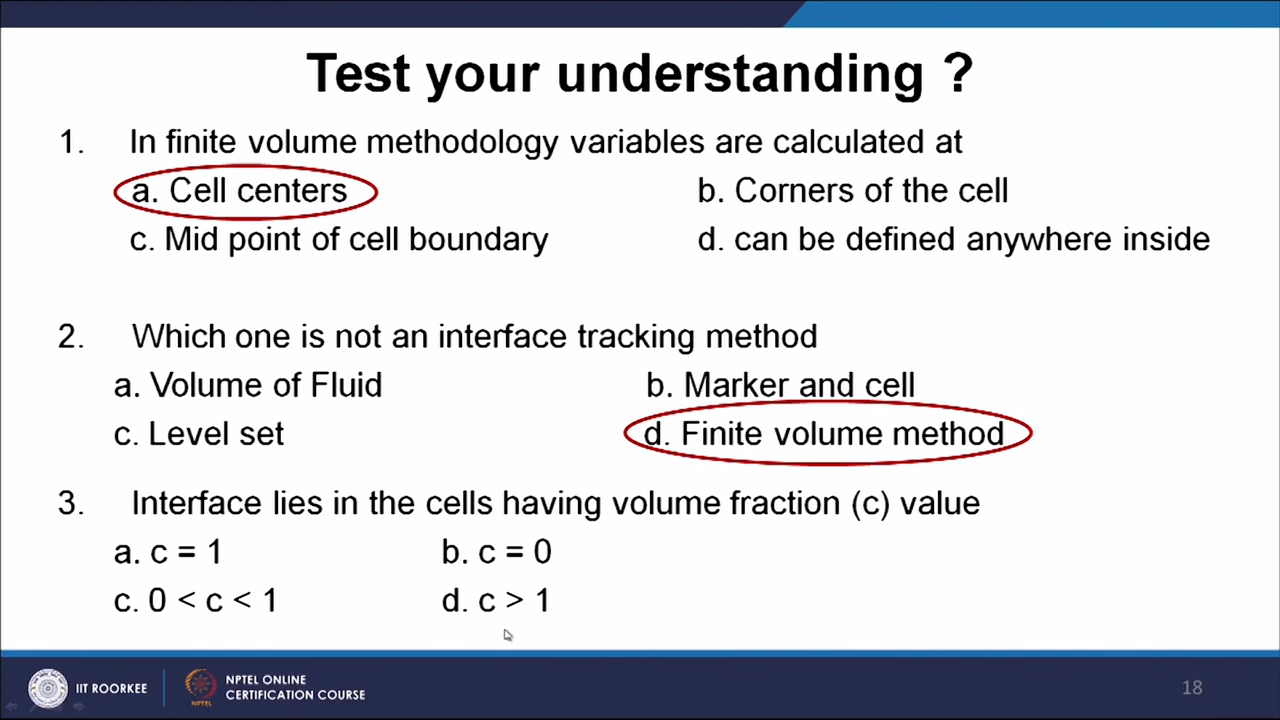 Test your understanding ?
1. In finite volume methodology variables are calculated at
a. Cell centers b. Corners of the cell
c. Mid point of cell boundary d. can be defined anywhere inside
2. Which one is not an interface tracking method
a. Volume of Fluid b. Marker and cell
c. Level set d. Finite volume method
3. Interface lies in the cells having volume fraction (c) value
a. c = 1 b. c = 0
c. 0 < c < 1 d. c > 1
IIT ROORKEE
NPTEL
NPTEL ONLINE
CERTIFICATION COURSE
18